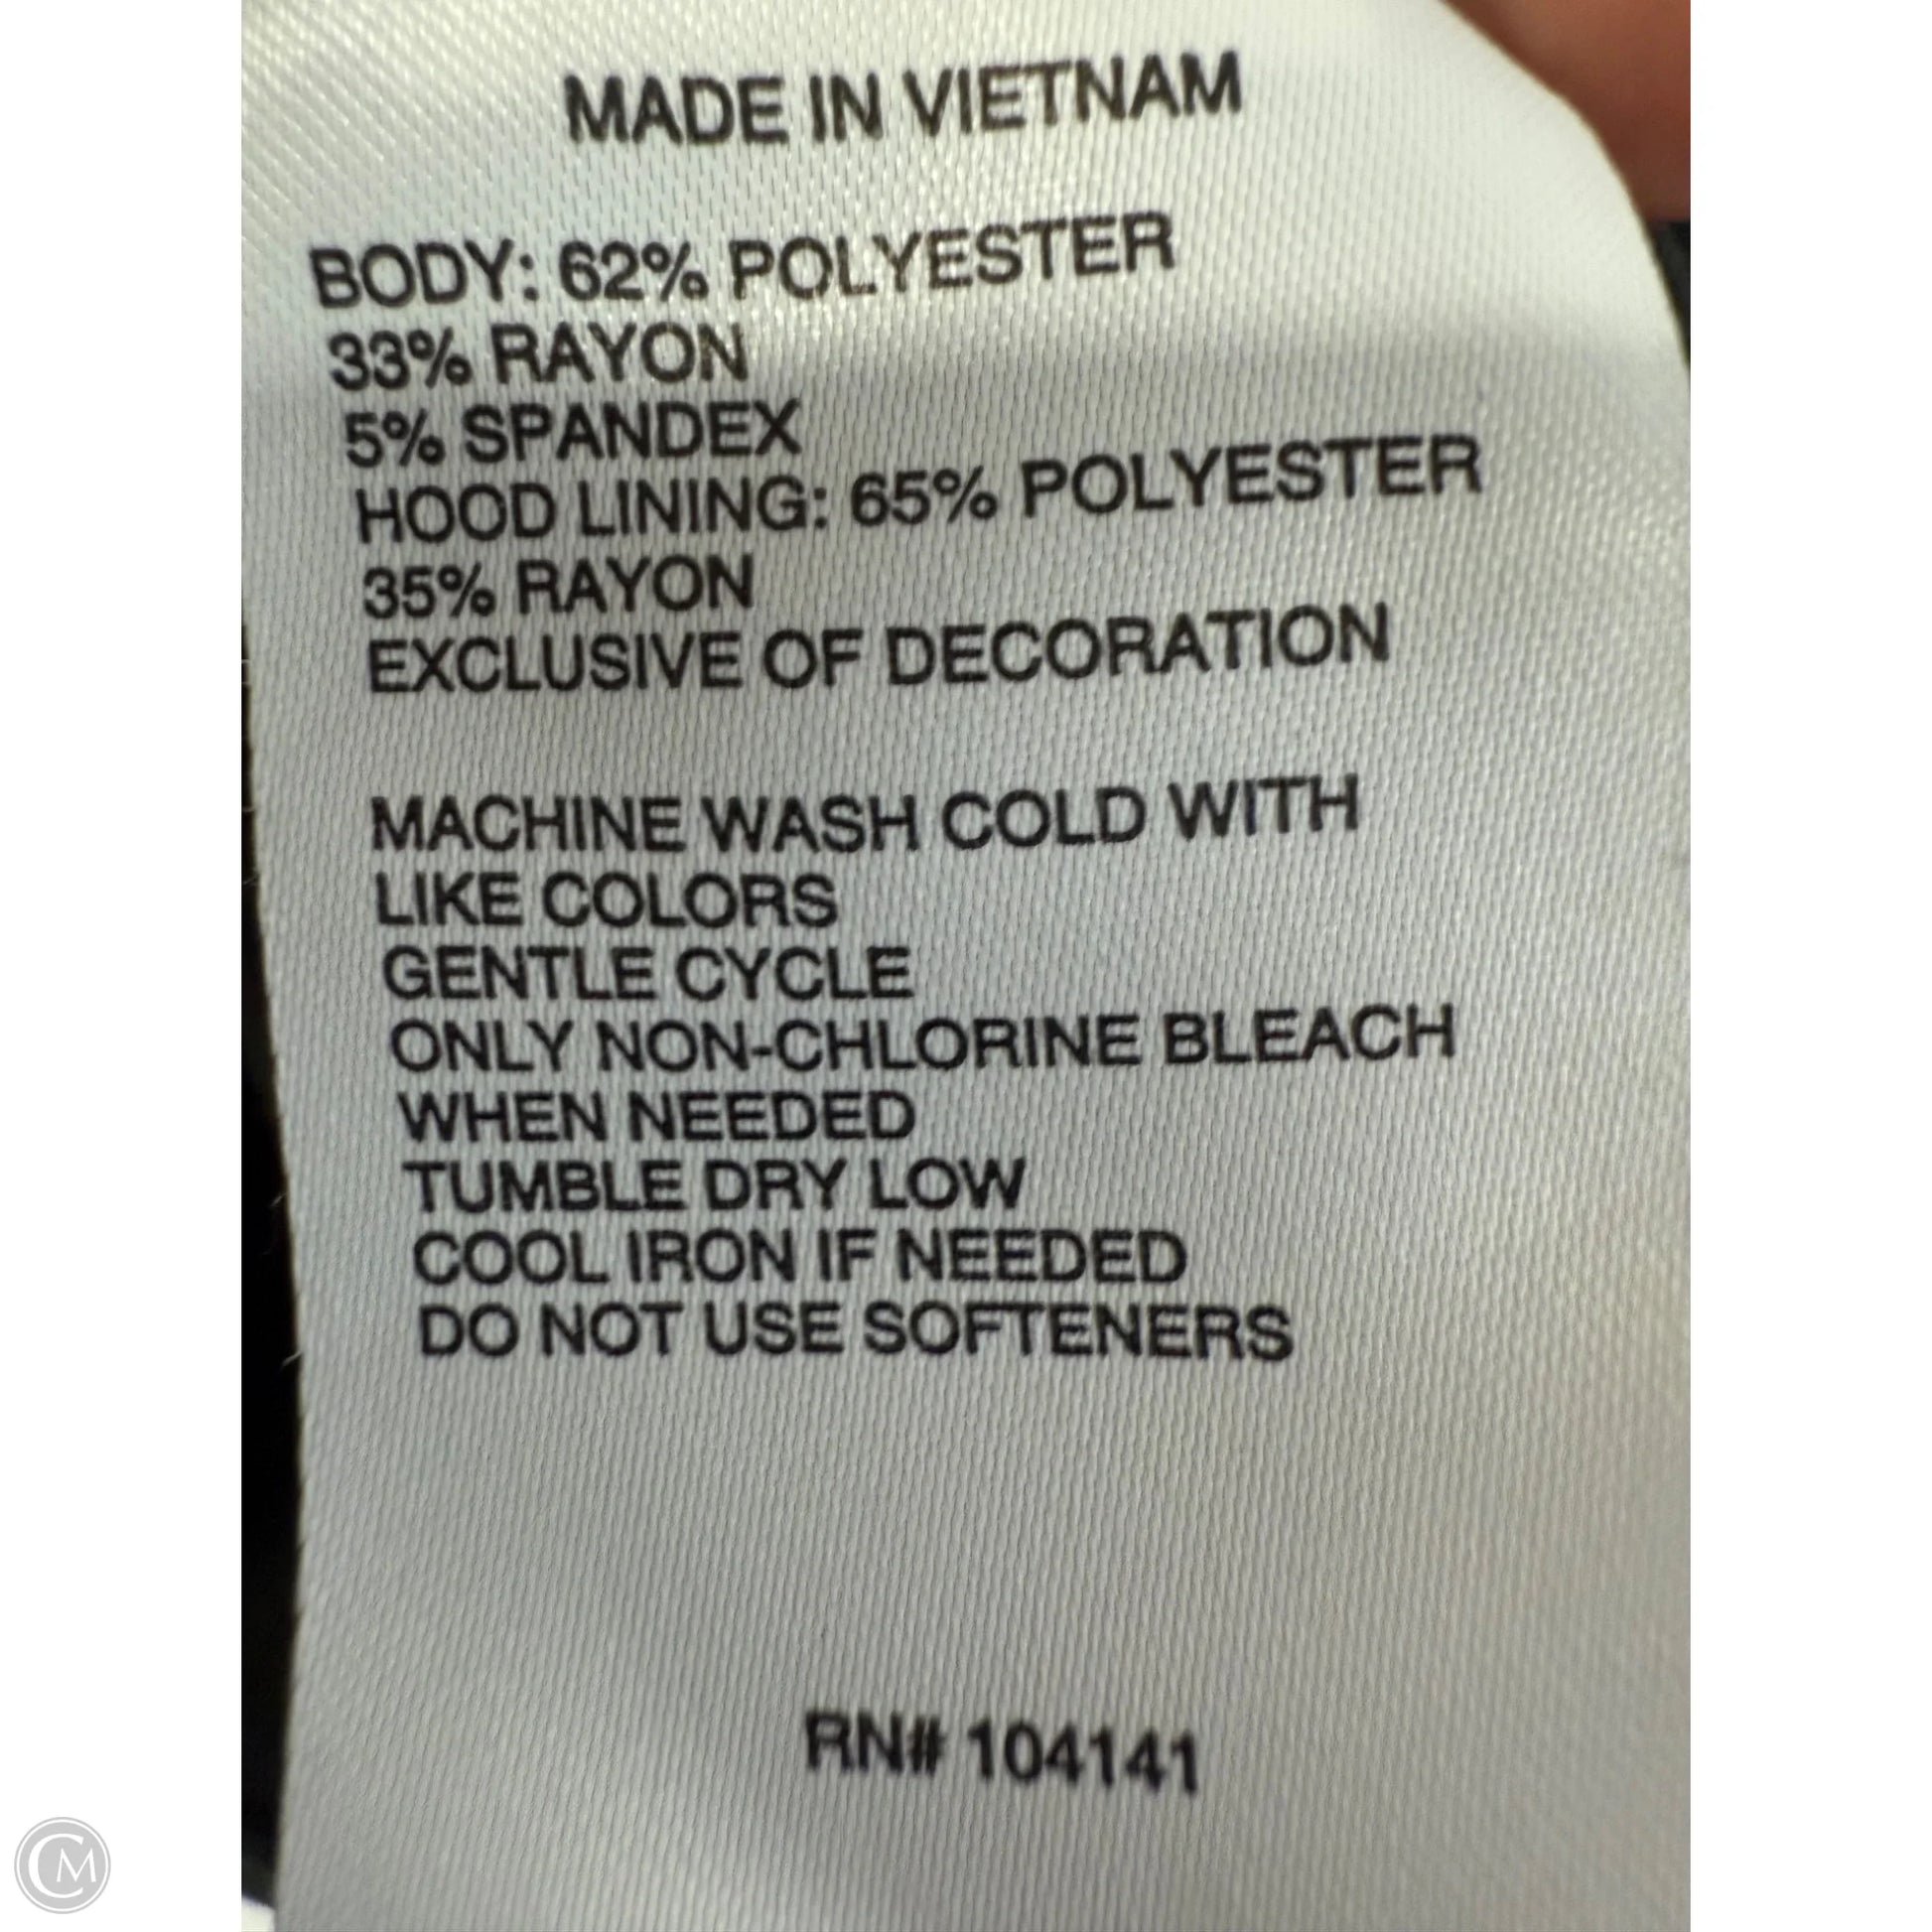 MADE IN VIETNAM
BODY: 62% POLYESTER
33% RAYON
5% SPANDEX
HOOD LINING: 65% POLYESTER
35% RAYON
EXCLUSIVE OF DECORATION
MACHINE WASH COLD WITH
LIKE COLORS
GENTLE CYCLE
ONLY NON-CHLORINE BLEACH
WHEN NEEDED
TUMBLE DRY LOW
COOL IRON IF NEEDED
DO NOT USE SOFTENERS
RN# 104141
CM